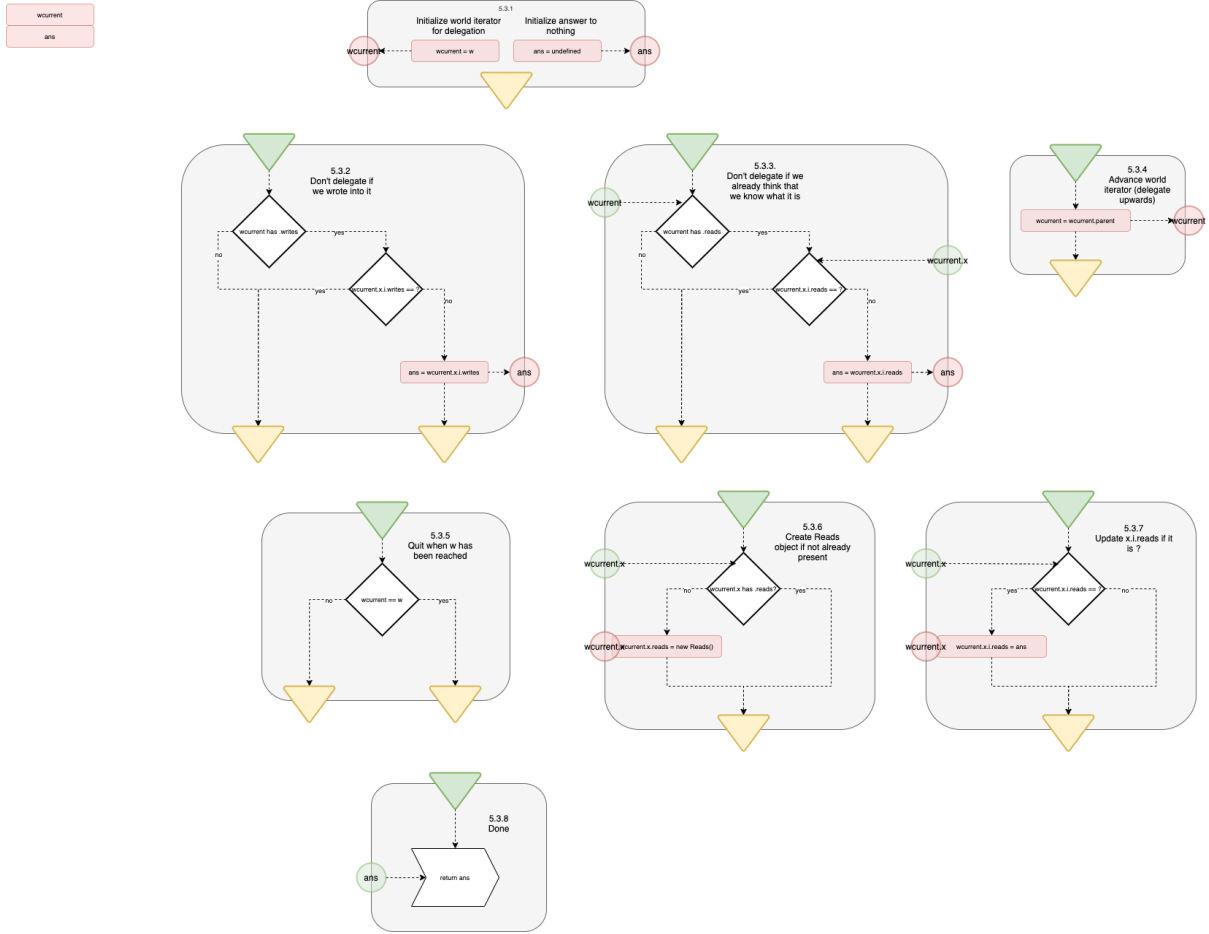 wcurrent
ans
5.3.1
Initialize world iterator
for delegation
Initialize answer to
nothing
wcurrent
wcurrent = w
ans = undefined
ans
5.3.2
Don't delegate if
we wrote into it
wcurrent has .writes
yes
no
wcurrent.x.i.writes == ?
yes
no
ans = wcurrent.x.i.writes
ans
5.3.3.
Don't delegate if we
already think that
we know what it is
wcurrent
wcurrent has .reads
yes
no
wcurrent.x
wcurrent.x.i.reads == ?
yes
no
ans = wcurrent.x.i.reads
ans
5.3.4
Advance world
iterator (delegate
upwards)
wcurrent = wcurrent.parent
wcurrent
5.3.5
Quit when w has
been reached
wcurrent == w
no
yes
5.3.6
Create Reads
object if not already
present
wcurrent.x
wcurrent.x has .reads?
no
yes
wcurrent.x
wcurrent.x.reads = new Reads()
5.3.7
Update x.i.reads if it
is ?
wcurrent.x
wcurrent.x.i.reads == ?
yes
no
wcurrent.x
wcurrent.x.i.reads = ans
5.3.8
Done
ans
return ans